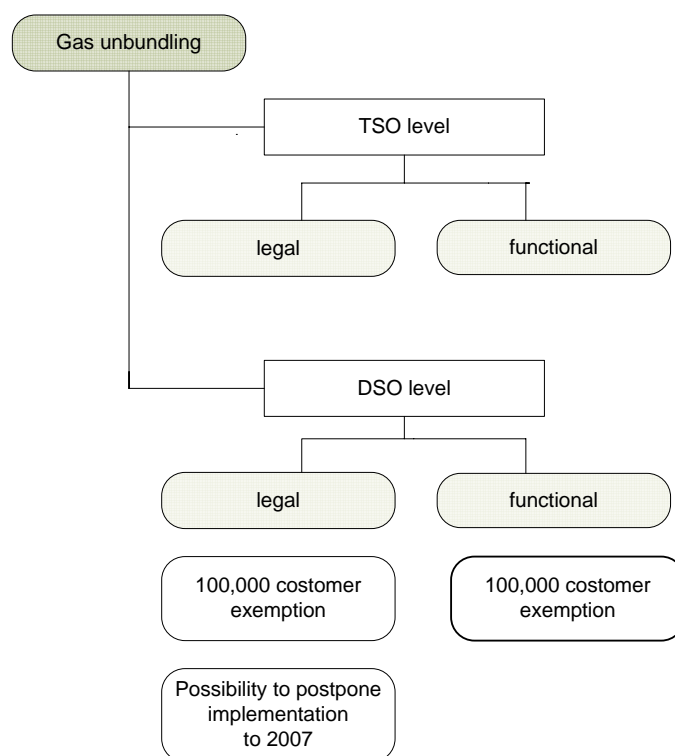 Gas unbundling
TSO level
legal
functional
DSO level
legal
functional
100,000 costomer
exemption
100,000 costomer
exemption
Possibility to postpone
implementation
to 2007